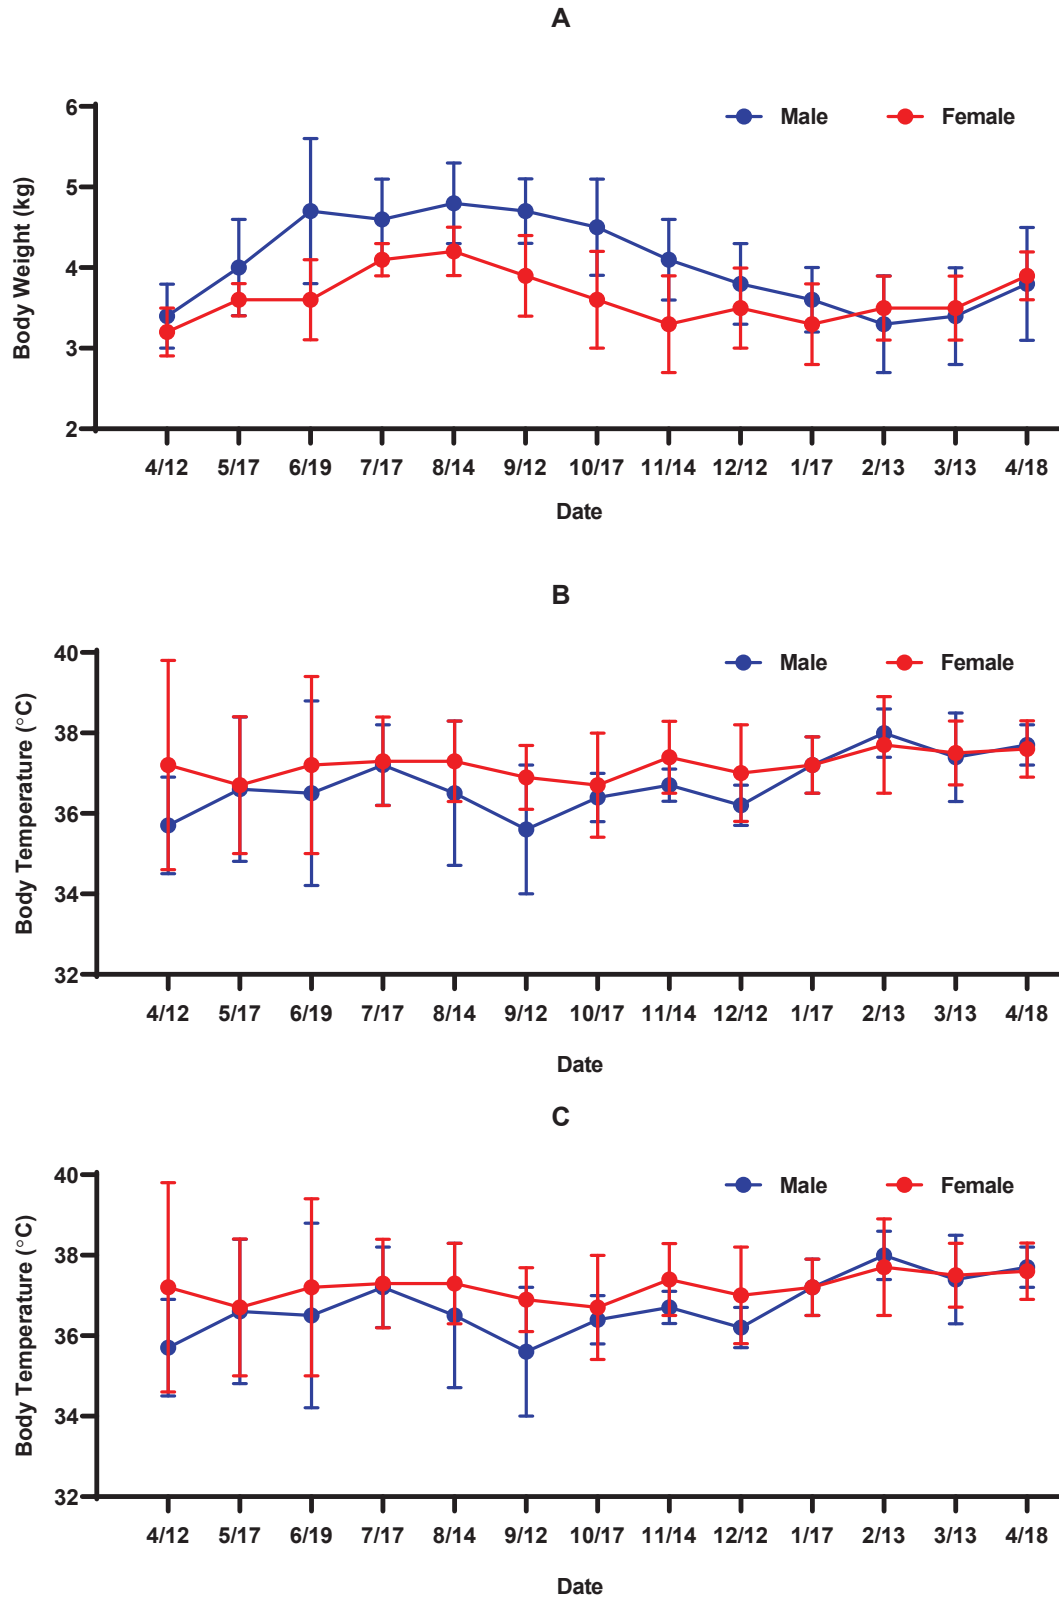 A
Male Female
Body Weight (kg)
6
5
4
3
2
4/12 5/17 6/19 7/17 8/14 9/12 10/17 11/14 12/12 1/17 2/13 3/13 4/18
Date
B
Male Female
Body Temperature (°C)
40
38
36
34
32
4/12 5/17 6/19 7/17 8/14 9/12 10/17 11/14 12/12 1/17 2/13 3/13 4/18
Date
C
Male Female
Body Temperature (°C)
40
38
36
34
32
4/12 5/17 6/19 7/17 8/14 9/12 10/17 11/14 12/12 1/17 2/13 3/13 4/18
Date